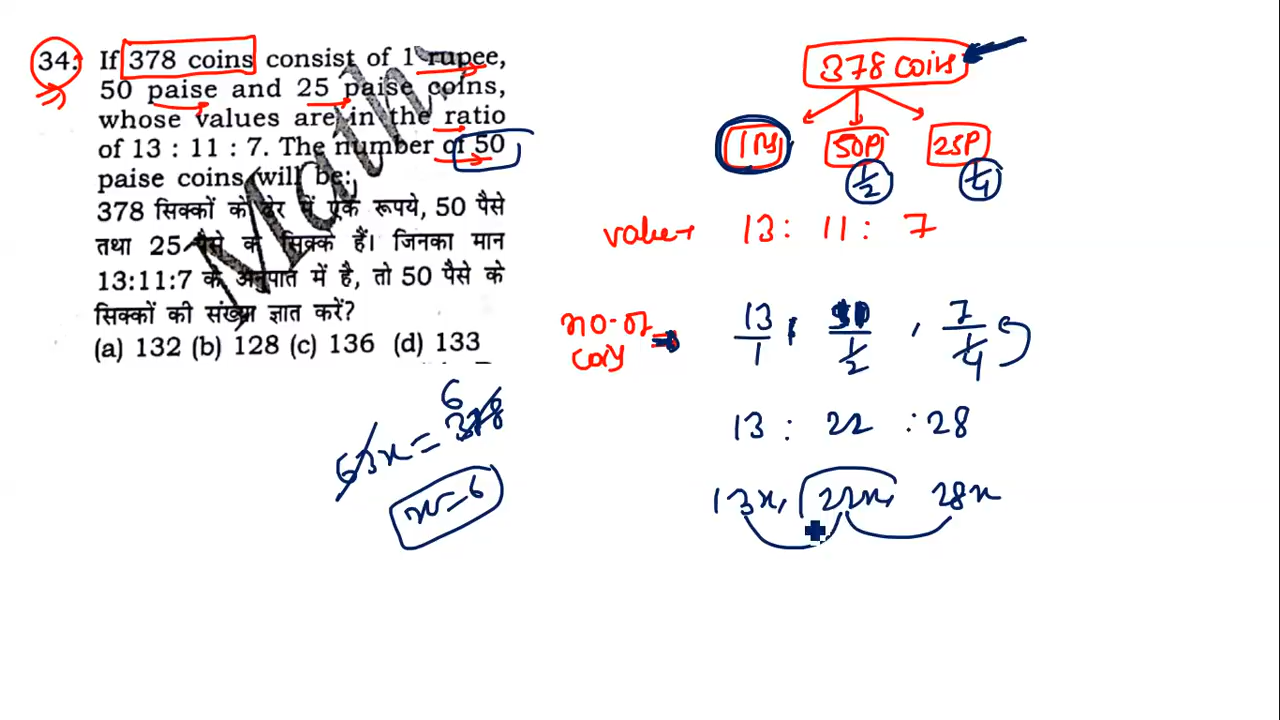 34. If 378 coins consist of 1 rupee,
50 paise and 25 paise coins,
whose values are in the ratio
of 13 : 11 : 7. The number of 50
paise coins will be:
378 सिक्कों के ढेर में एक रूपये, 50 पैसे
तथा 25 पैसे के सिक्के हैं। जिनका मान
13:11:7 के अनुपात में है, तो 50 पैसे के
सिक्कों की संख्या ज्ञात करें?
(a) 132 (b) 128 (c) 136 (d) 133
Math
378 coins
1Rs 50P 25P
1/2 1/4
value→ 13: 11: 7
no. of
coin
⇒ 13/1 , 11/(1/2) , 7/(1/4)
13 : 22 : 28
13x, 22x, 28x
6
63x = 378
x = 6